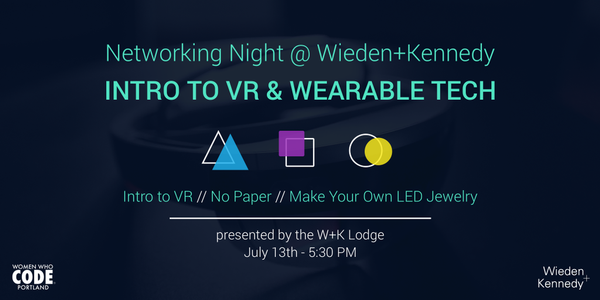 Networking Night @ Wieden+Kennedy
INTRO TO VR & WEARABLE TECH
Intro to VR // No Paper // Make Your Own LED Jewelry
presented by the W+K Lodge
July 13th - 5:30 PM
WOMEN WHO
CODE
PORTLAND
Wieden
Kennedy+